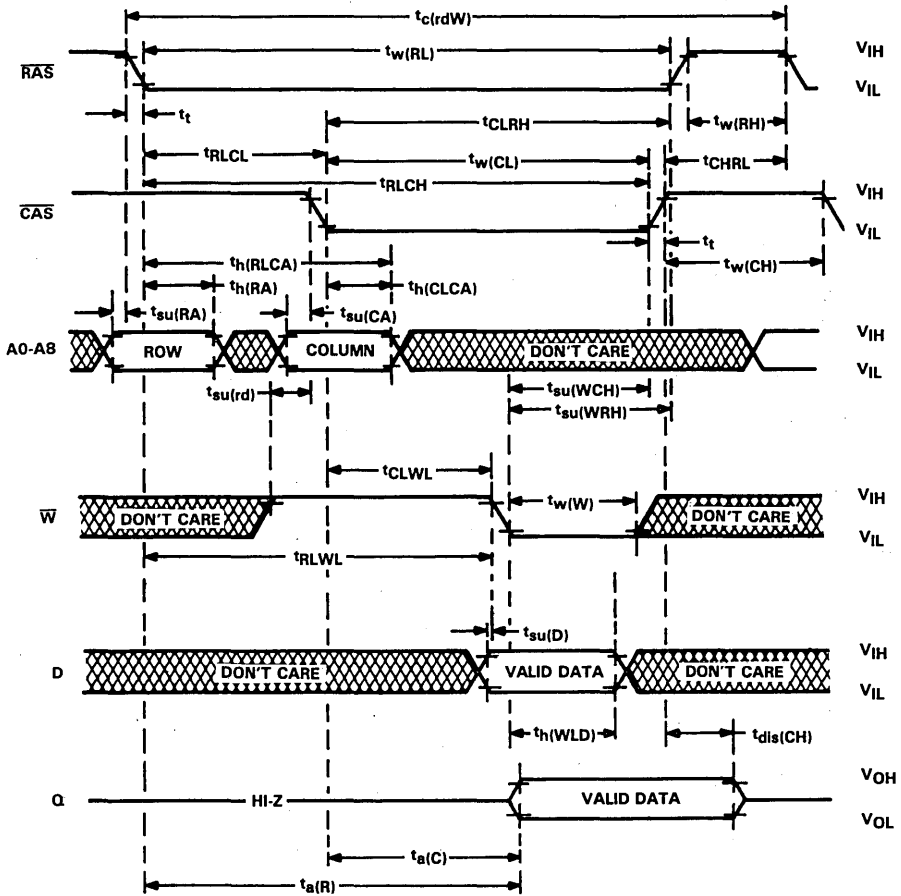 tc(rdW)
RAS
tw(RL)
VIH
VIL
tt
tCLRH
tw(RH)
tRLCL
tw(CL)
tCHRL
tRLCH
CAS
VIH
VIL
th(RLCA)
tt
tw(CH)
th(RA)
th(CLCA)
tsu(RA)
tsu(CA)
A0-A8
ROW
COLUMN
DON'T CARE
VIH
VIL
tsu(rd)
tsu(WCH)
tsu(WRH)
tCLWL
tw(W)
W
DON'T CARE
DON'T CARE
VIH
VIL
tRLWL
tsu(D)
D
DON'T CARE
VALID DATA
DON'T CARE
VIH
VIL
th(WLD)
tdis(CH)
Q
HI-Z
VALID DATA
VOH
VOL
ta(C)
ta(R)